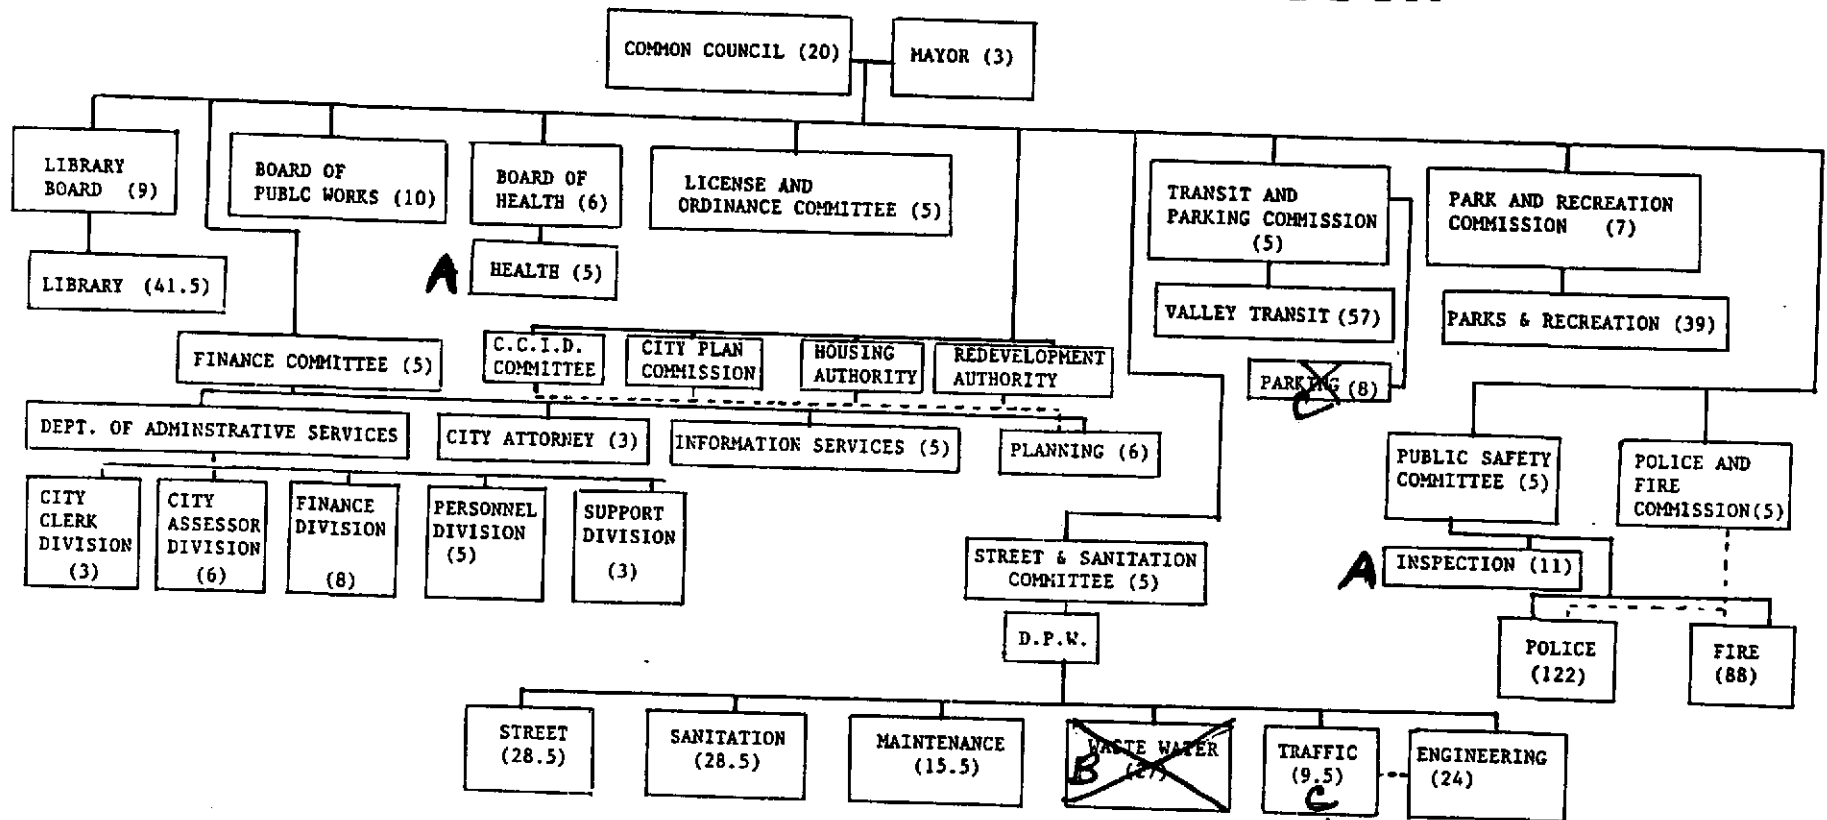 COMMON COUNCIL (20)
MAYOR (3)
LIBRARY
BOARD (9)
BOARD OF
PUBLC WORKS (10)
BOARD OF
HEALTH (6)
LICENSE AND
ORDINANCE COMMITTEE (5)
TRANSIT AND
PARKING COMMISSION
(5)
PARK AND RECREATION
COMMISSION (7)
LIBRARY (41.5)
A
HEALTH (5)
VALLEY TRANSIT (57)
PARKS & RECREATION (39)
FINANCE COMMITTEE (5)
C.C.I.D.
COMMITTEE
CITY PLAN
COMMISSION
HOUSING
AUTHORITY
REDEVELOPMENT
AUTHORITY
PARKING (8)
C
DEPT. OF ADMINSTRATIVE SERVICES
CITY ATTORNEY (3)
INFORMATION SERVICES (5)
PLANNING (6)
PUBLIC SAFETY
COMMITTEE (5)
POLICE AND
FIRE
COMMISSION(5)
CITY
CLERK
DIVISION
(3)
CITY
ASSESSOR
DIVISION
(6)
FINANCE
DIVISION
(8)
PERSONNEL
DIVISION
(5)
SUPPORT
DIVISION
(3)
STREET & SANITATION
COMMITTEE (5)
A
INSPECTION (11)
D.P.W.
POLICE
(122)
FIRE
(88)
STREET
(28.5)
SANITATION
(28.5)
MAINTENANCE
(15.5)
WASTE WATER
(27)
B
TRAFFIC
(9.5)
C
ENGINEERING
(24)